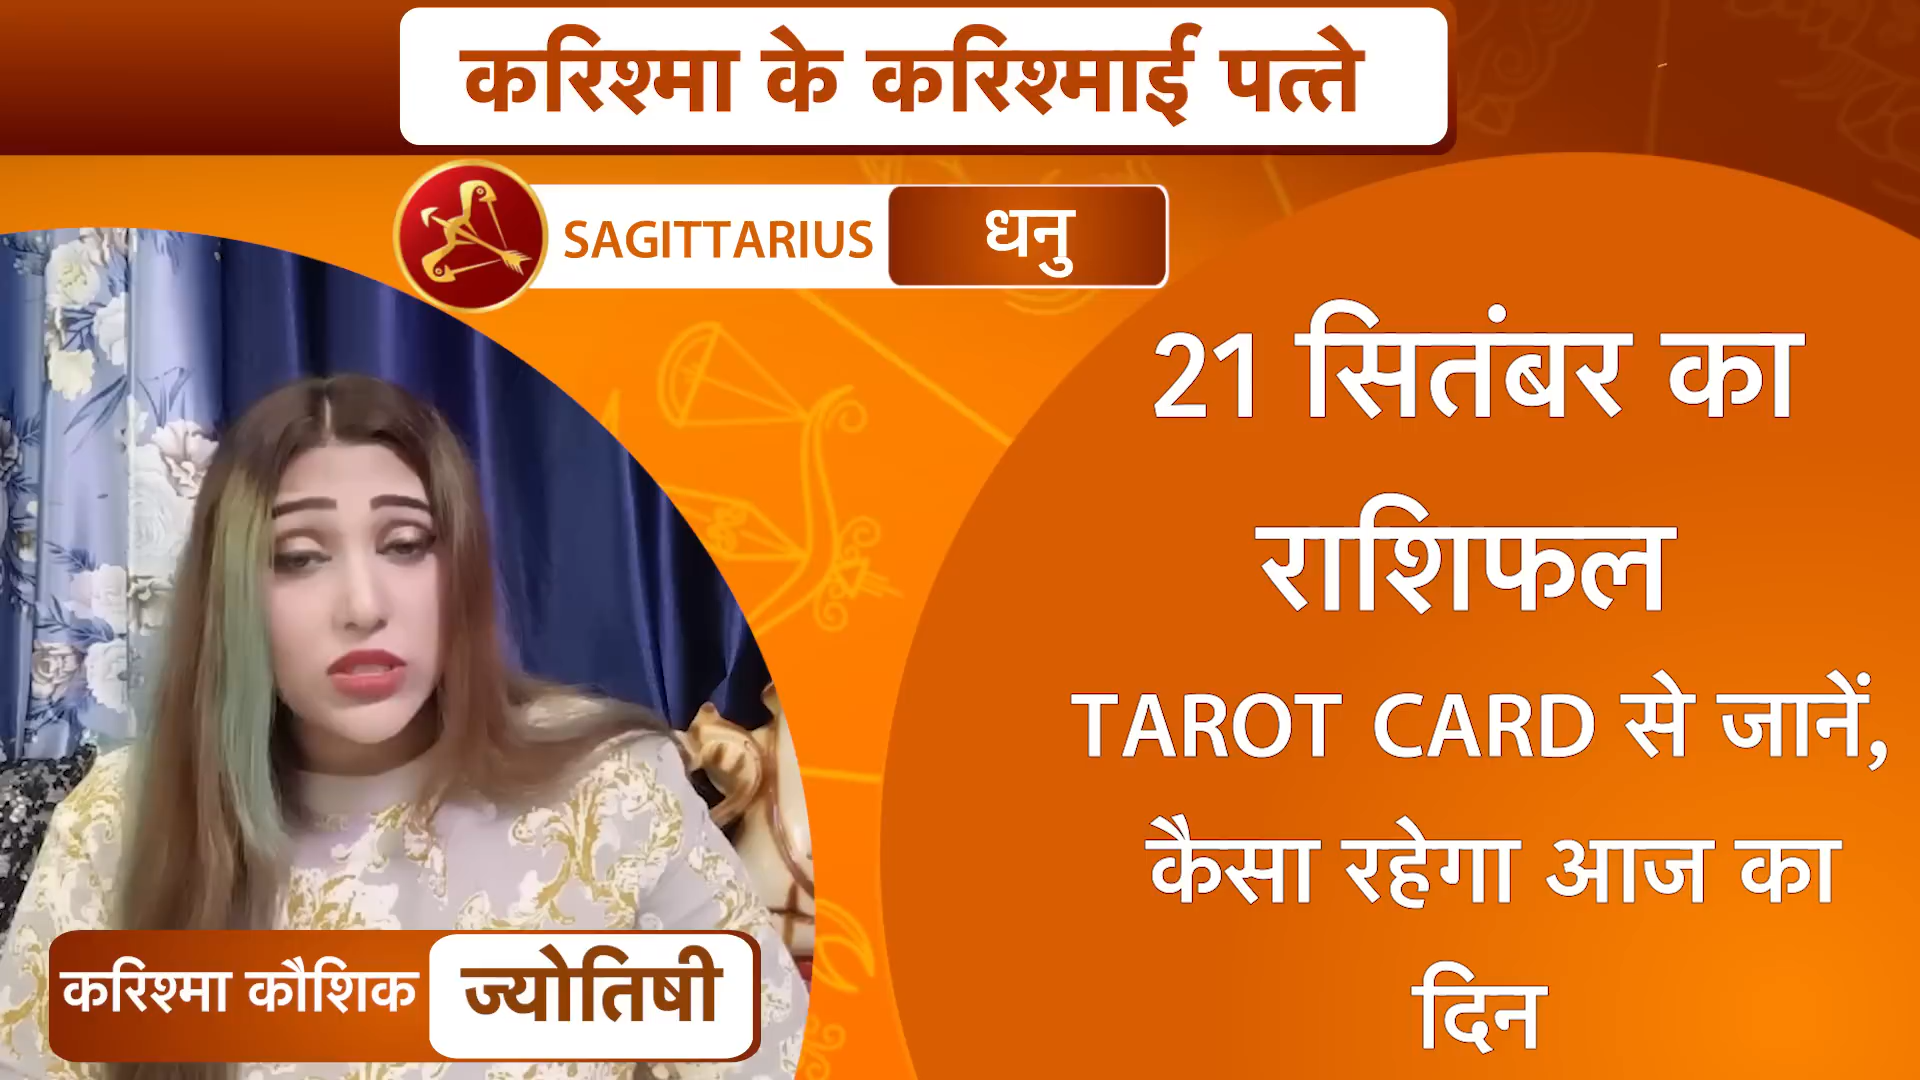 करिश्मा के करिश्माई पत्ते
SAGITTARIUS धनु
21 सितंबर का
राशिफल
TAROT CARD से जानें,
कैसा रहेगा आज का
दिन
करिश्मा कौशिक ज्योतिषी